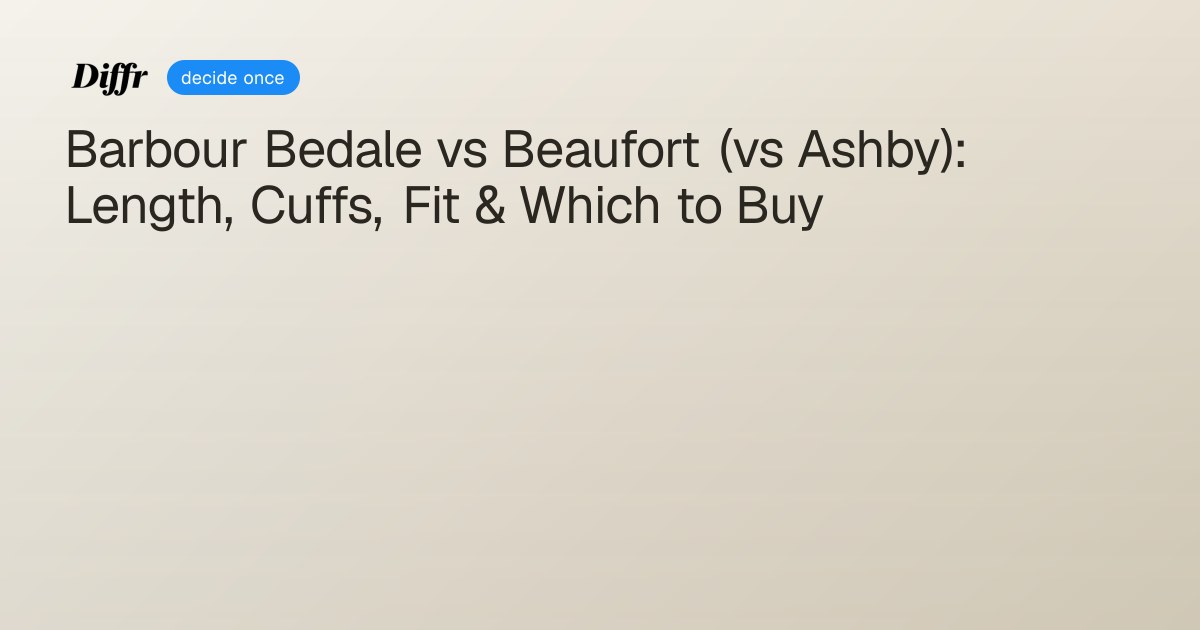 Diffr decide once
Barbour Bedale vs Beaufort (vs Ashby):
Length, Cuffs, Fit & Which to Buy